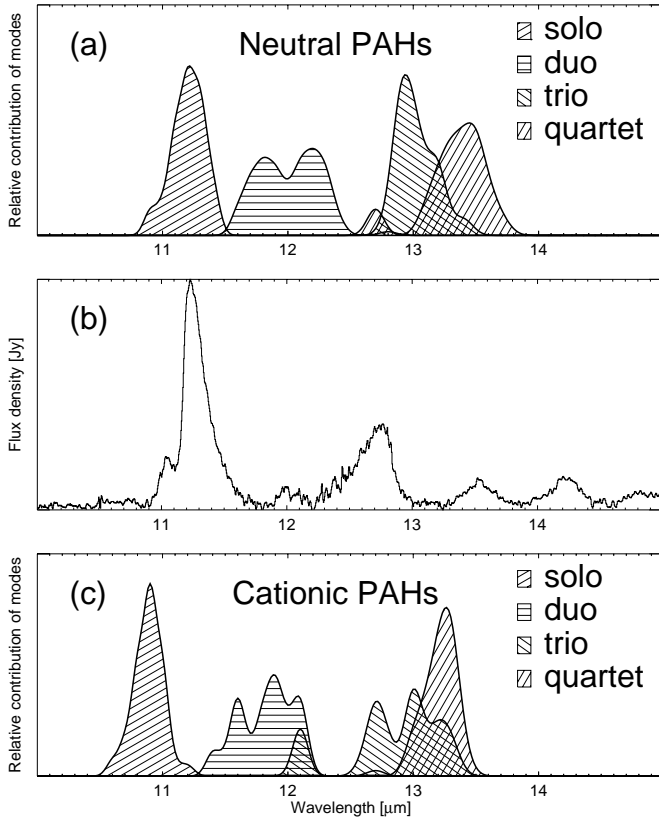 (a)
Neutral PAHs
solo
duo
trio
quartet
Relative contribution of modes
11 12 13 14
(b)
Flux density [Jy]
11 12 13 14
(c)
Cationic PAHs
solo
duo
trio
quartet
Relative contribution of modes
11 12 13 14
Wavelength [μm]